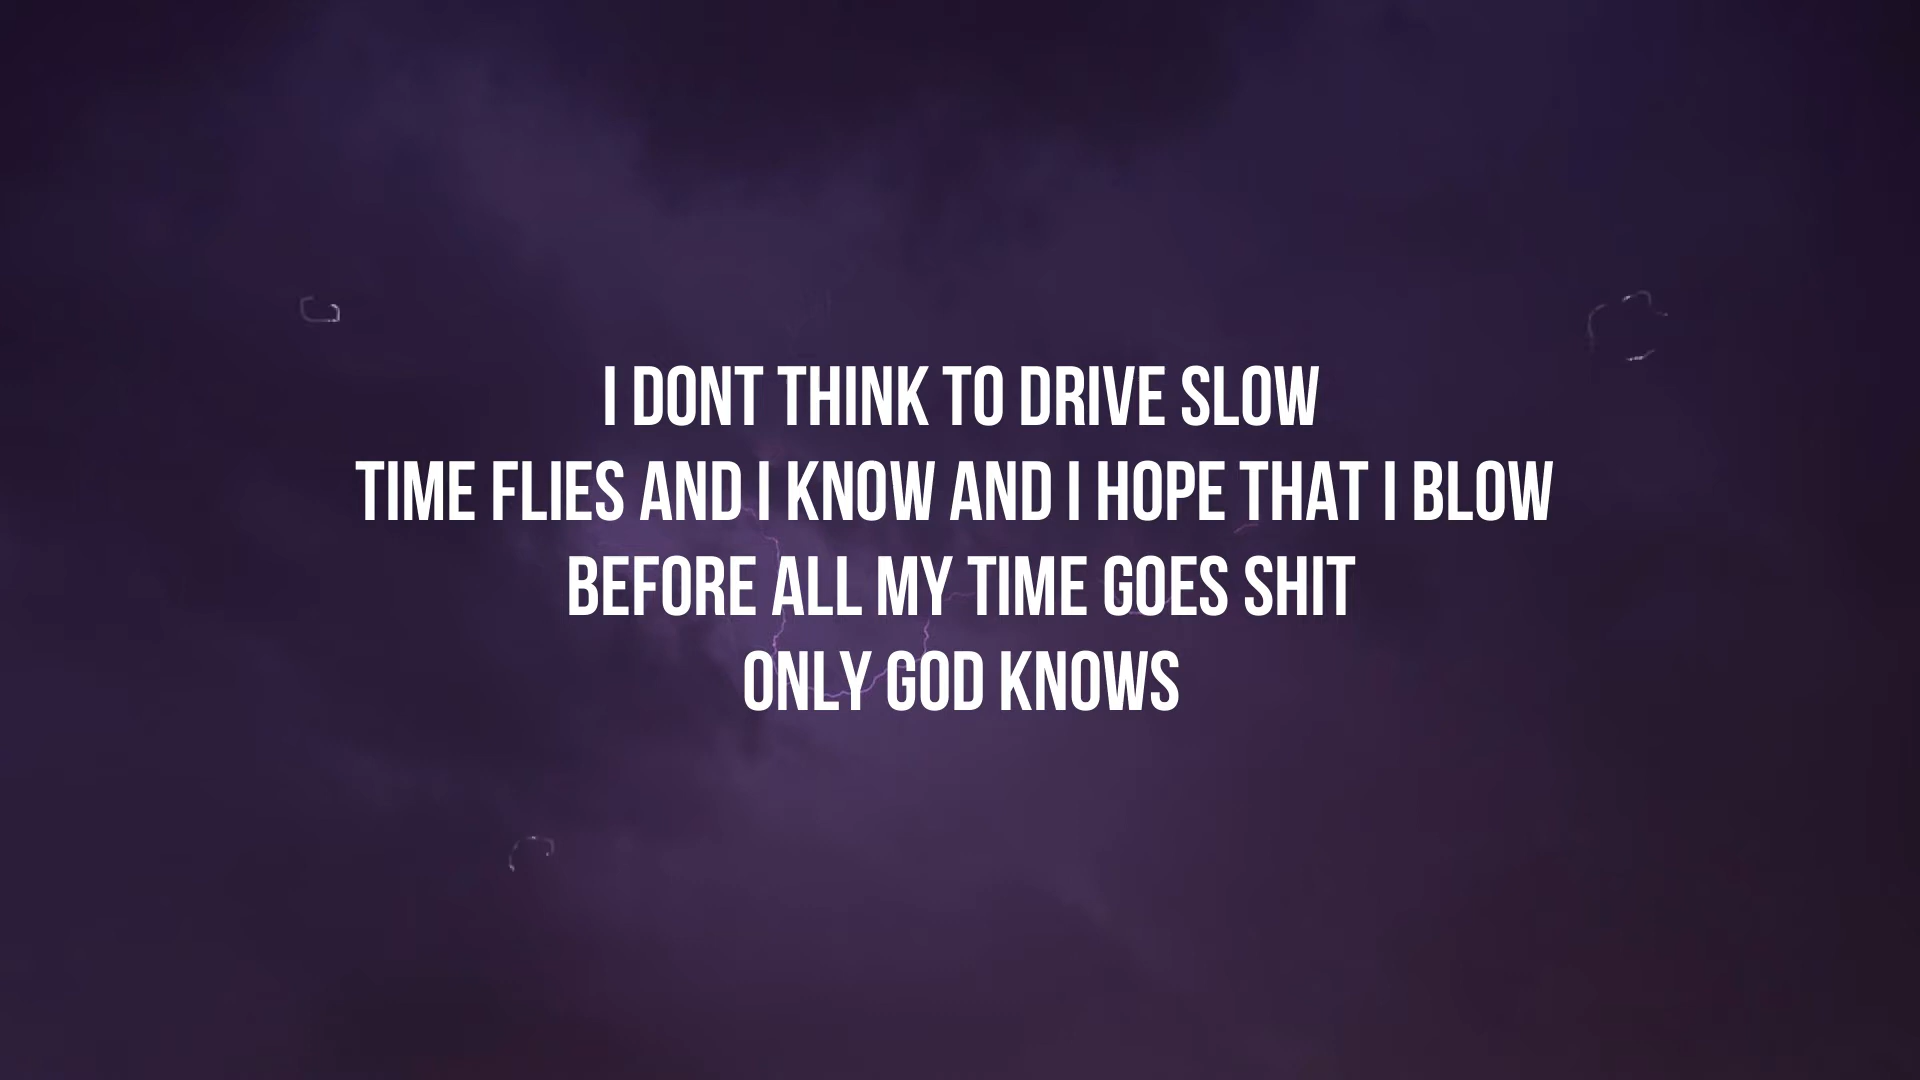 I DONT THINK TO DRIVE SLOW
TIME FLIES AND I KNOW AND I HOPE THAT I BLOW
BEFORE ALL MY TIME GOES SHIT
ONLY GOD KNOWS